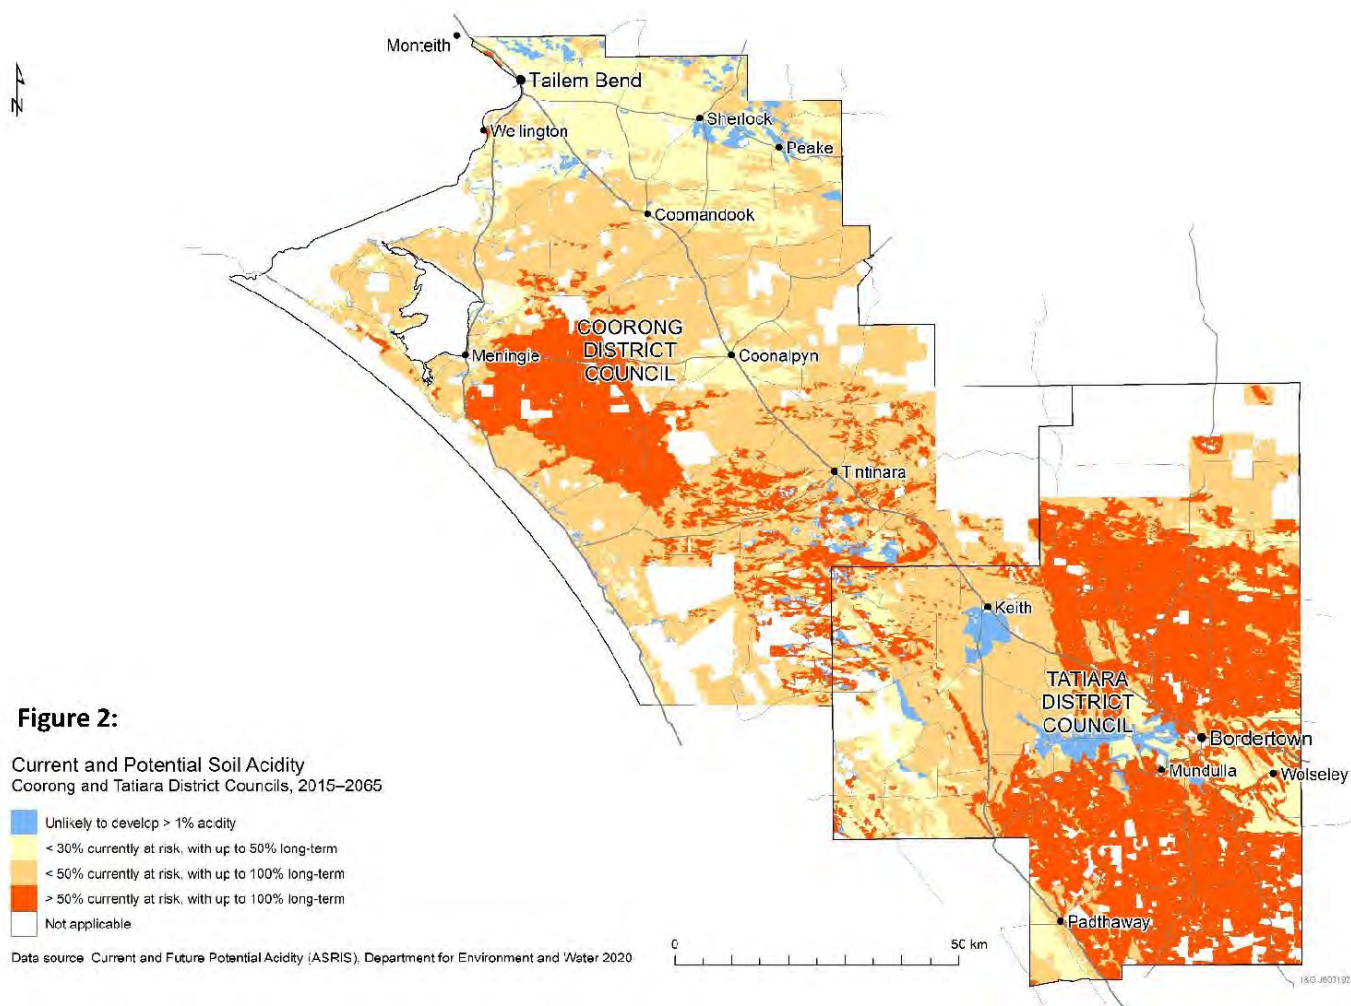 Monteith
Tailem Bend
N
Sherlock
Wellington
Peake
Coomandook
COORONG
DISTRICT
COUNCIL
Meningie
Coonalpyn
Tintinara
Keith
TATIARA
DISTRICT
COUNCIL
Figure 2:
Bordertown
Current and Potential Soil Acidity
Mundulla
Wolseley
Coorong and Tatiara District Councils, 2015–2065
Unlikely to develop > 1% acidity
< 30% currently at risk, with up to 50% long-term
< 50% currently at risk, with up to 100% long-term
> 50% currently at risk, with up to 100% long-term
Not applicable
Padthaway
0 50 km
Data source Current and Future Potential Acidity (ASRIS), Department for Environment and Water 2020